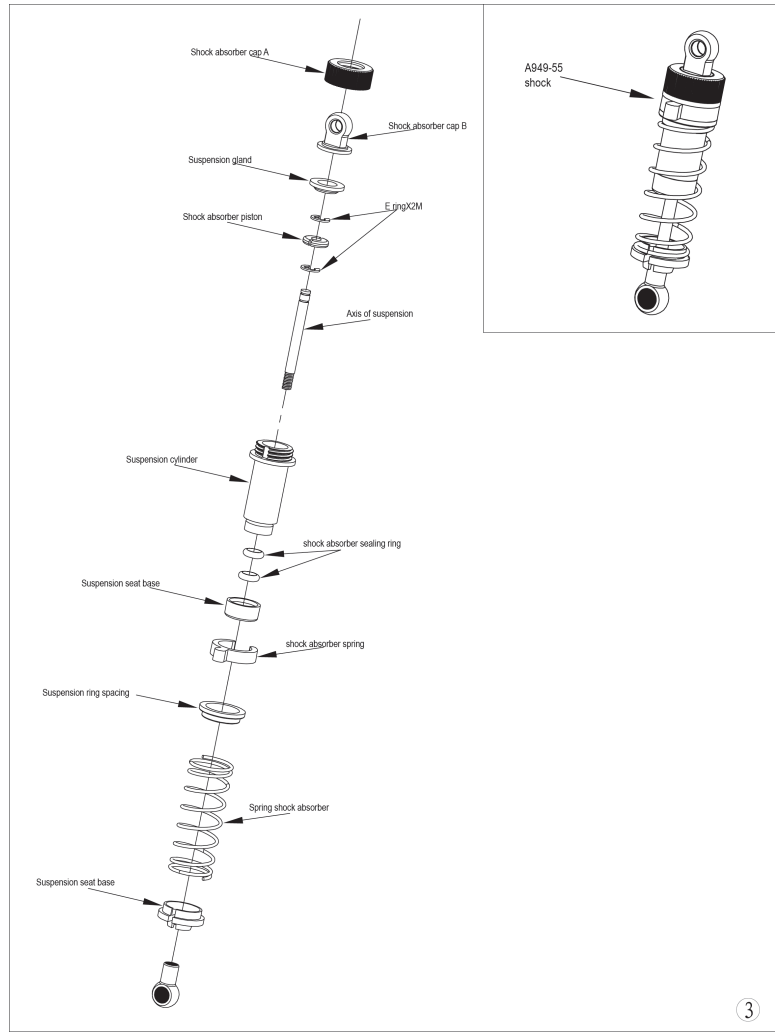 Shock absorber cap A
A949-55
shock
Shock absorber cap B
Suspension gland
E ringX2M
Shock absorber piston
Axis of suspension
Suspension cylinder
shock absorber sealing ring
Suspension seat base
shock absorber spring
Suspension ring spacing
Spring shock absorber
Suspension seat base
3